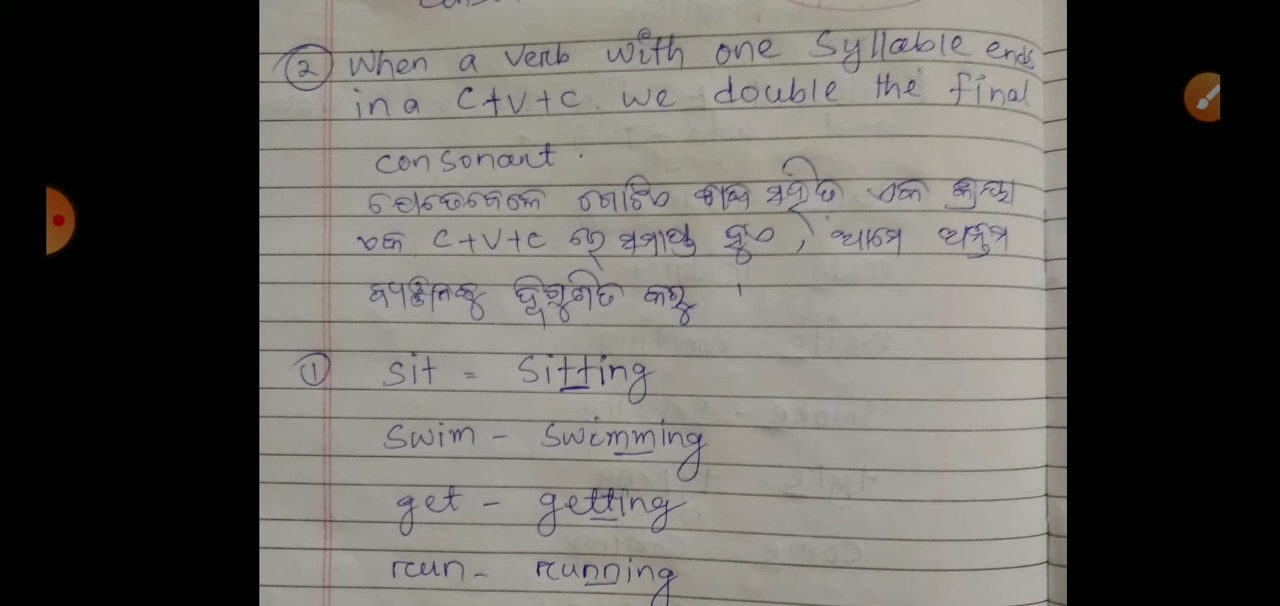 ② When a verb with one syllable ends
in a C+V+C. we double the final
consonant.
ଯେତେବେଳେ ଗୋଟିଏ ଶବ୍ଦ ସହିତ ଏକ କ୍ରିୟା
ଏକ C+V+C ରେ ସମାପ୍ତ ହୁଏ, ଆମେ ଅନ୍ତିମ
ବ୍ୟଞ୍ଜନକୁ ଦ୍ୱିଗୁଣିତ କରୁ ।
① sit = sitting
swim - swimming
get - getting
run - running